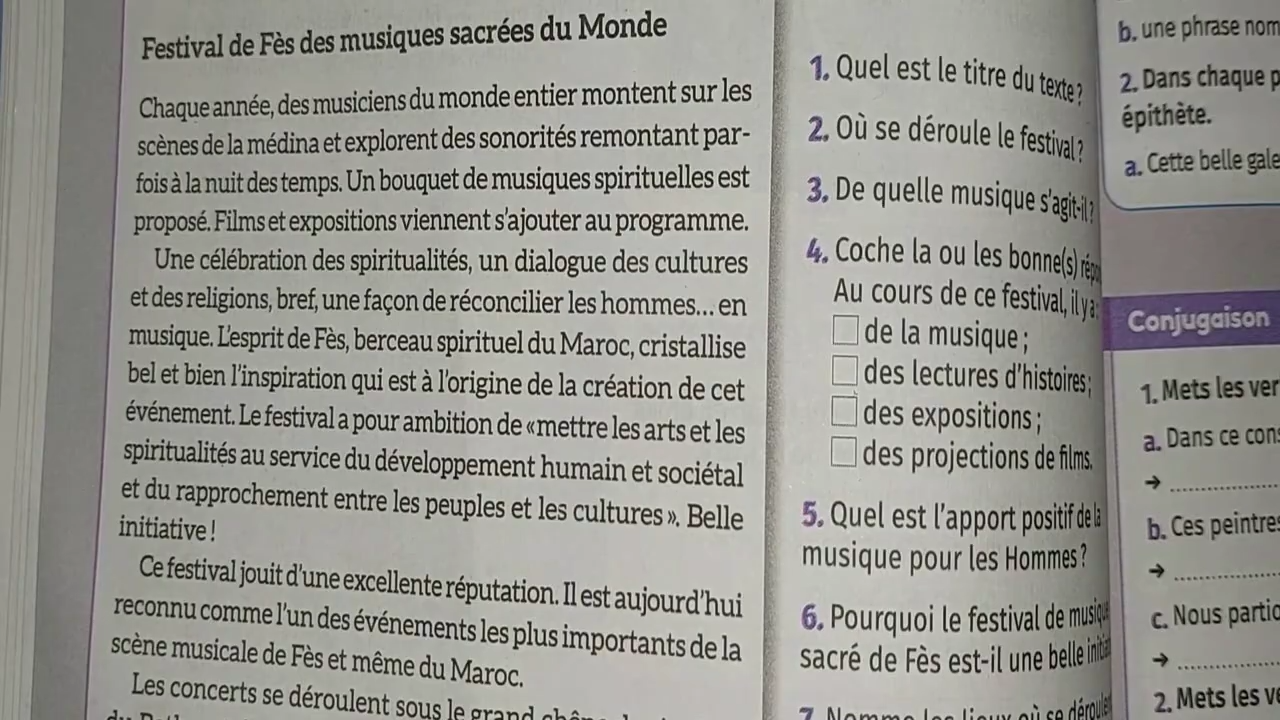 Festival de Fès des musiques sacrées du Monde
Chaque année, des musiciens du monde entier montent sur les
scènes de la médina et explorent des sonorités remontant par-
fois à la nuit des temps. Un bouquet de musiques spirituelles est
proposé. Films et expositions viennent s'ajouter au programme.
Une célébration des spiritualités, un dialogue des cultures
et des religions, bref, une façon de réconcilier les hommes... en
musique. L'esprit de Fès, berceau spirituel du Maroc, cristallise
bel et bien l'inspiration qui est à l'origine de la création de cet
événement. Le festival a pour ambition de «mettre les arts et les
spiritualités au service du développement humain et sociétal
et du rapprochement entre les peuples et les cultures». Belle
initiative!
Ce festival jouit d'une excellente réputation. Il est aujourd'hui
reconnu comme l'un des événements les plus importants de la
scène musicale de Fès et même du Maroc.
Les concerts se déroulent sous le grand
1. Quel est le titre du texte?
2. Où se déroule le festival?
3. De quelle musique s'agit-il?
4. Coche la ou les bonne(s)
Au cours de ce festival, il y a:
de la musique;
des lectures d'histoires;
des expositions;
des projections de films.
5. Quel est l'apport positif de la
musique pour les Hommes?
6. Pourquoi le festival de
sacré de Fès est-il une belle
7. Nomme les lieux où se
b. une phrase
2. Dans chaque
épithète.
a. Cette belle
Conjugaison
1. Mets les
a. Dans ce
→ ..............
b. Ces
→ ..............
c. Nous
→ ..............
2. Mets les